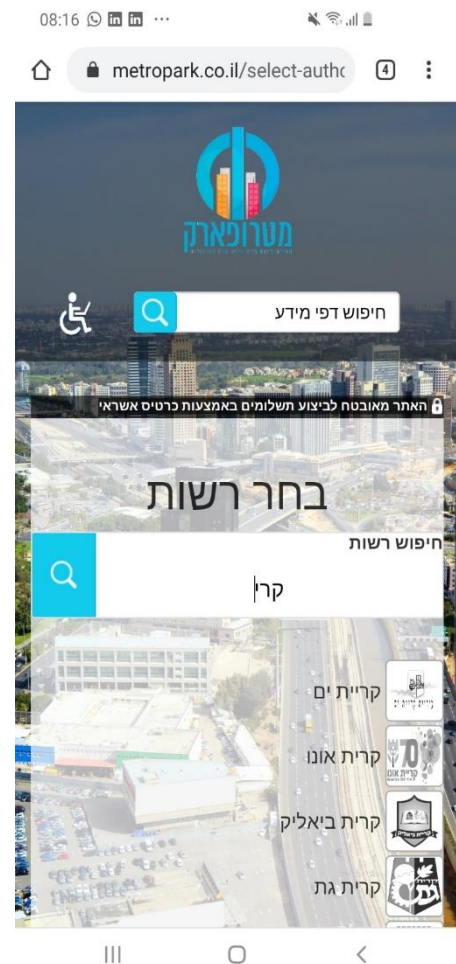 08:16
metropark.co.il/select-autho
4
מטרופארק
חיפוש דפי מידע
האתר מאובטח לביצוע תשלומים באמצעות כרטיס אשראי
בחר רשות
חיפוש רשות
קרי
קריית ים
קרית אונו
קרית ביאליק
קרית גת